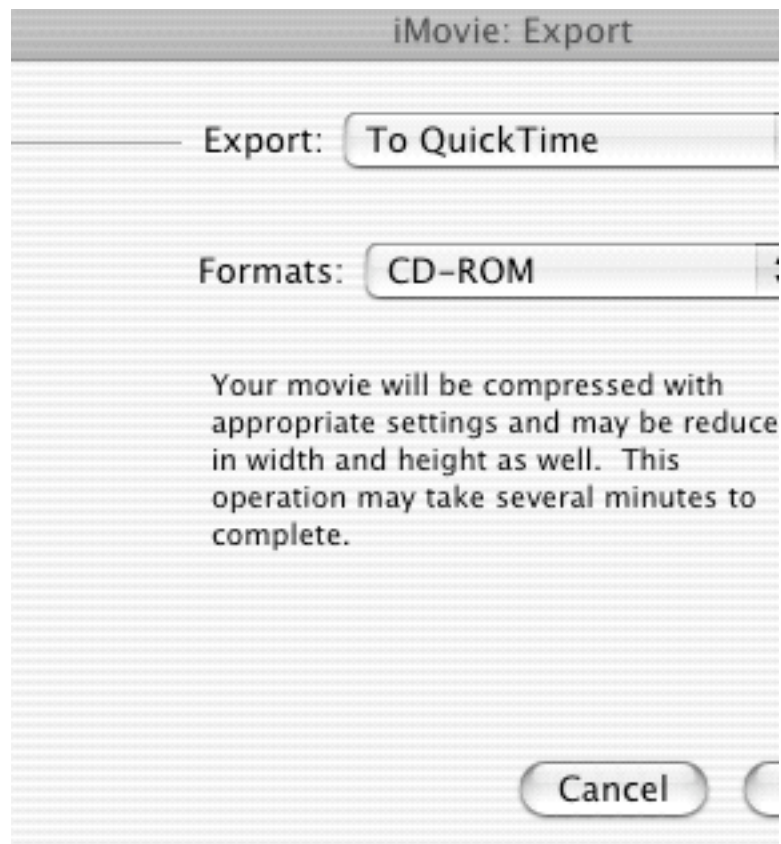 iMovie: Export
Export: To QuickTime
Formats: CD-ROM
Your movie will be compressed with
appropriate settings and may be reduce
in width and height as well. This
operation may take several minutes to
complete.
Cancel